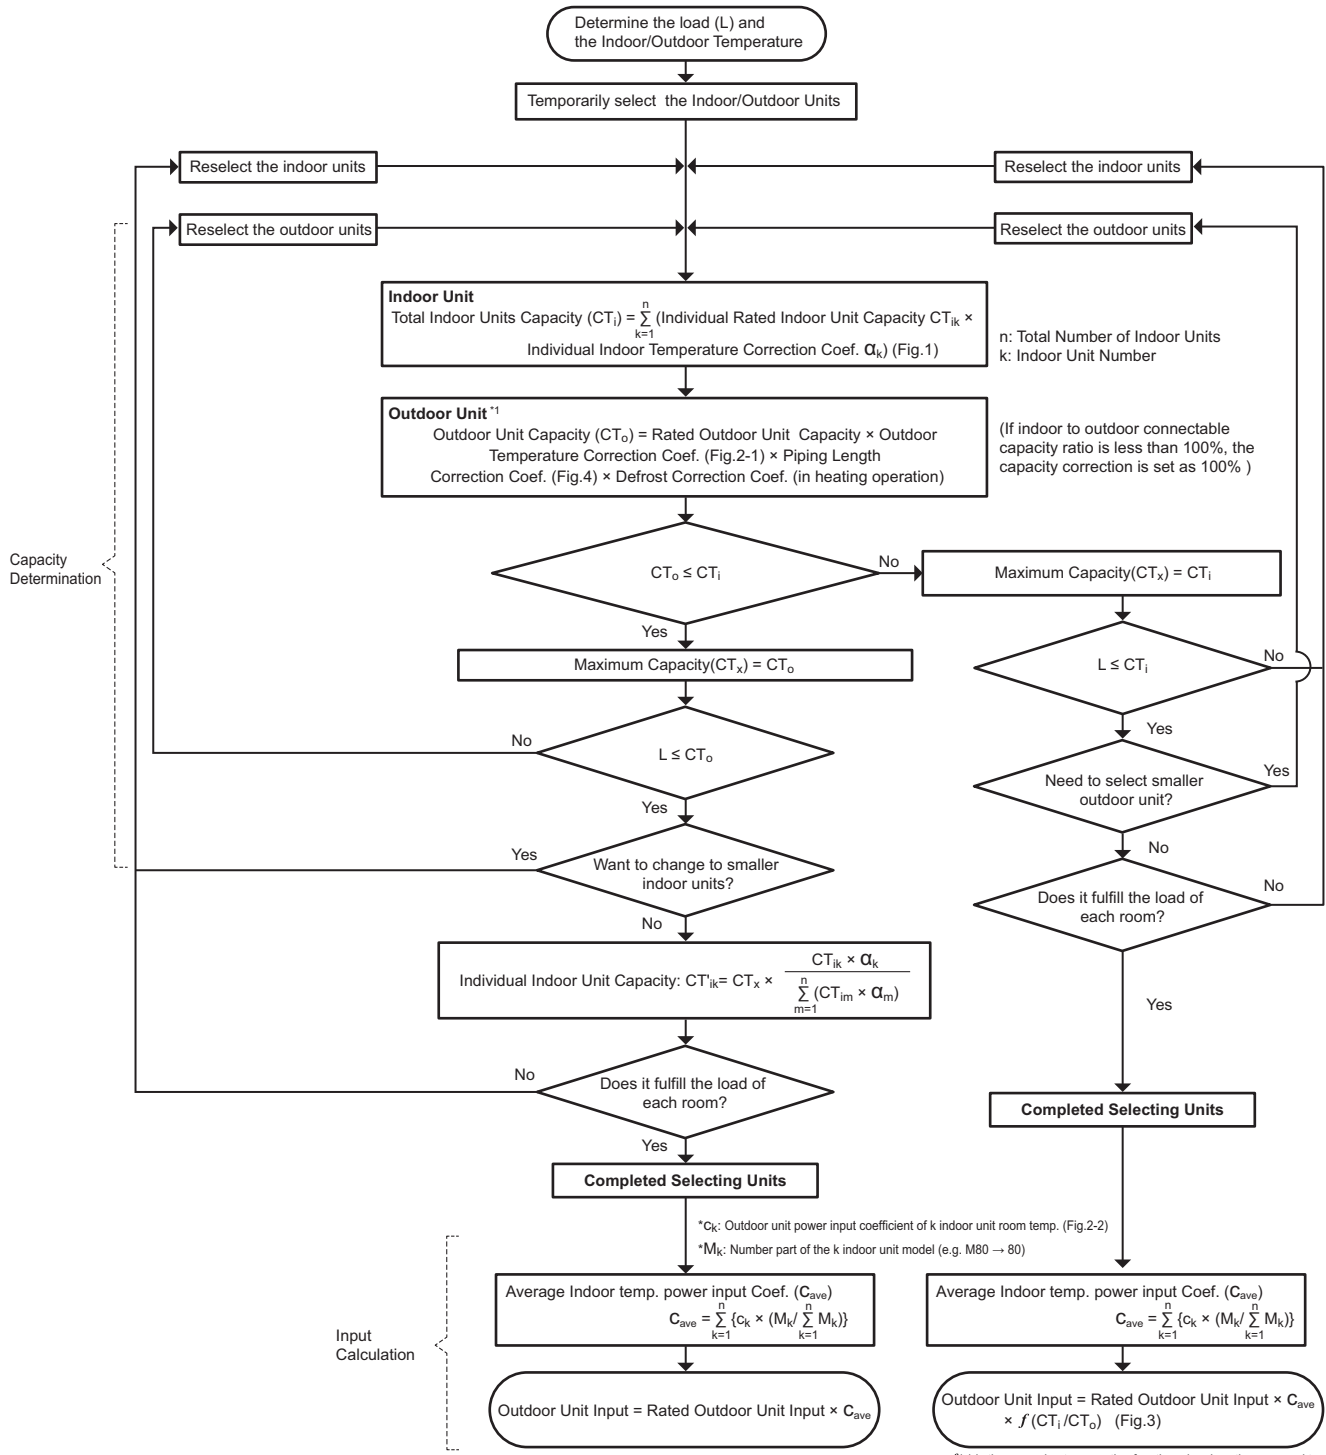 Determine the load (L) and
the Indoor/Outdoor Temperature
Temporarily select the Indoor/Outdoor Units
Reselect the indoor units
Reselect the indoor units
Reselect the outdoor units
Reselect the outdoor units
Indoor Unit
Total Indoor Units Capacity (CTi) = n Σ k=1 (Individual Rated Indoor Unit Capacity CTik ×
Individual Indoor Temperature Correction Coef. αk) (Fig.1)
n: Total Number of Indoor Units
k: Indoor Unit Number
Outdoor Unit *1
Outdoor Unit Capacity (CTo) = Rated Outdoor Unit Capacity × Outdoor
Temperature Correction Coef. (Fig.2-1) × Piping Length
Correction Coef. (Fig.4) × Defrost Correction Coef. (in heating operation)
(If indoor to outdoor connectable
capacity ratio is less than 100%, the
capacity correction is set as 100% )
Capacity
Determination
CTo ≤ CTi
No
Maximum Capacity(CTx) = CTi
Yes
Maximum Capacity(CTx) = CTo
L ≤ CTi
No
Yes
L ≤ CTo
No
Yes
Need to select smaller
outdoor unit?
Yes
No
Want to change to smaller
indoor units?
Yes
No
Does it fulfill the load of
each room?
No
Yes
Individual Indoor Unit Capacity: CT'ik= CTx × CTik × αk / n Σ m=1 (CTim × αm)
Does it fulfill the load of
each room?
No
Yes
Completed Selecting Units
Completed Selecting Units
*Ck: Outdoor unit power input coefficient of k indoor unit room temp. (Fig.2-2)
*Mk: Number part of the k indoor unit model (e.g. M80 → 80)
Input
Calculation
Average Indoor temp. power input Coef. (Cave)
Cave = n Σ k=1 {ck × (Mk/ n Σ k=1 Mk)}
Average Indoor temp. power input Coef. (Cave)
Cave = n Σ k=1 {ck × (Mk/ n Σ k=1 Mk)}
Outdoor Unit Input = Rated Outdoor Unit Input × Cave
Outdoor Unit Input = Rated Outdoor Unit Input × Cave
× f (CTi /CTo) (Fig.3)